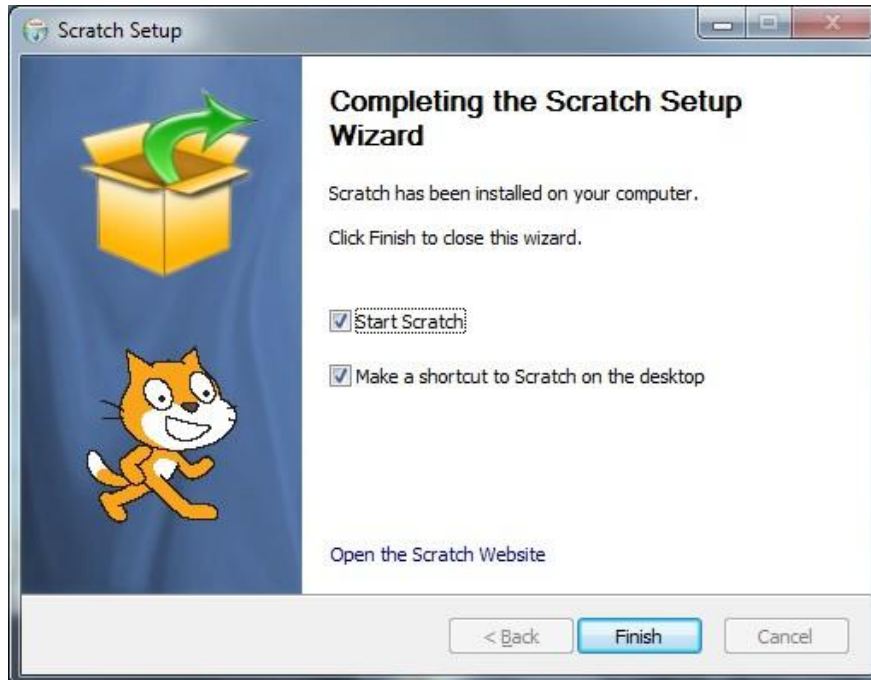 Scratch Setup
Completing the Scratch Setup
Wizard
Scratch has been installed on your computer.
Click Finish to close this wizard.
Start Scratch
Make a shortcut to Scratch on the desktop
Open the Scratch Website
< Back
Finish
Cancel